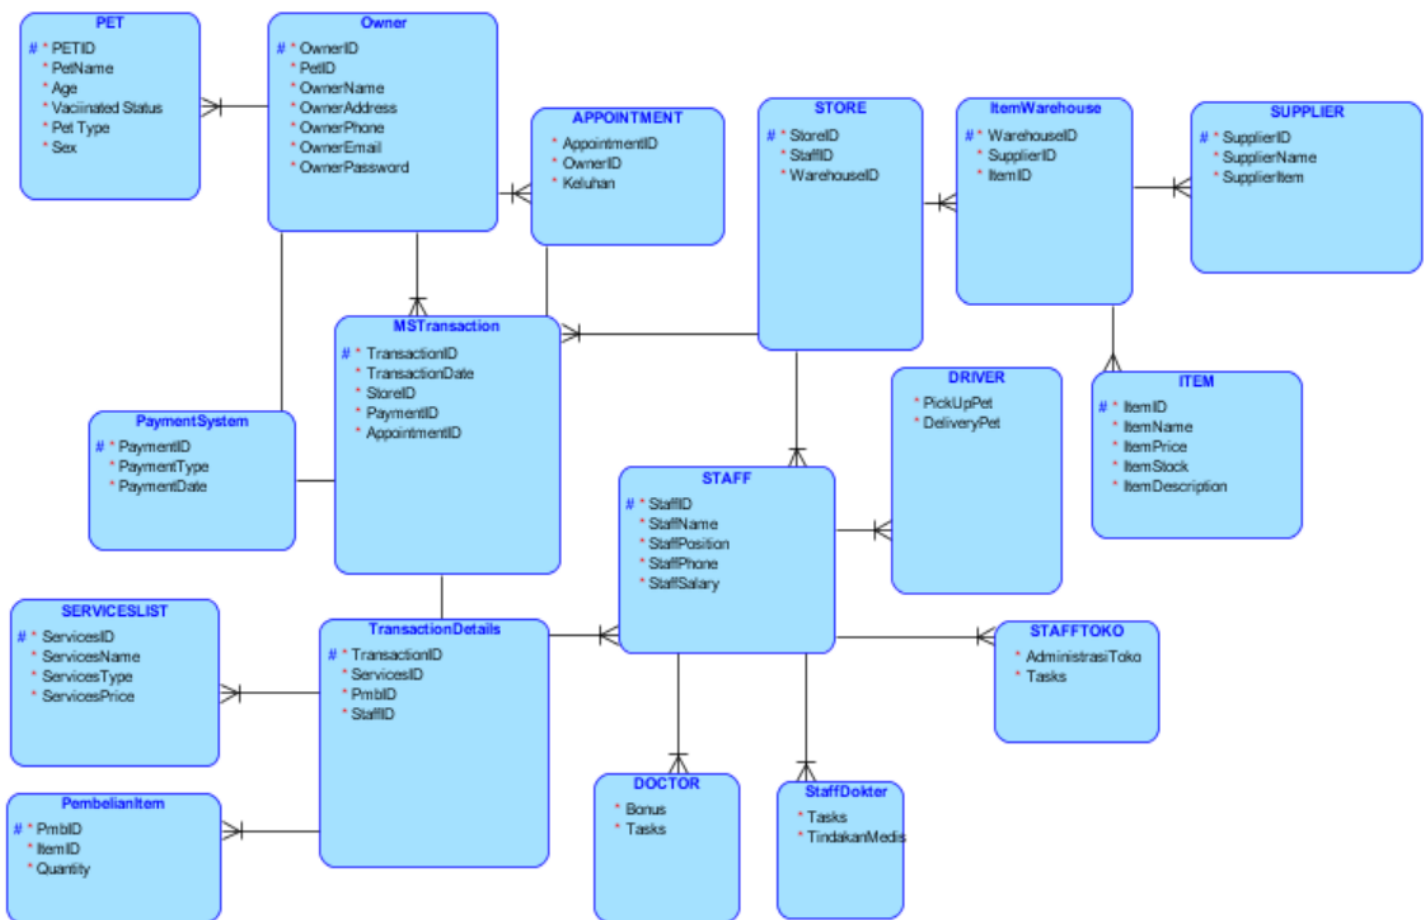 PET
# * PETID
* PetName
* Age
* Vaciinated Status
* Pet Type
* Sex
Owner
# * OwnerID
* PetID
* OwnerName
* OwnerAddress
* OwnerPhone
* OwnerEmail
* OwnerPassword
APPOINTMENT
* AppointmentID
* OwnerID
* Keluhan
STORE
# * StoreID
* StaffID
* WarehouseID
ItemWarehouse
# * WarehouseID
* SupplierID
* ItemID
SUPPLIER
# * SupplierID
* SupplierName
* SupplierItem
MSTransaction
# * TransactionID
* TransactionDate
* StoreID
* PaymentID
* AppointmentID
DRIVER
* PickUpPet
* DeliveryPet
ITEM
# * ItemID
* ItemName
* ItemPrice
* ItemStock
* ItemDescription
PaymentSystem
# * PaymentID
* PaymentType
* PaymentDate
STAFF
# * StaffID
* StaffName
* StaffPosition
* StaffPhone
* StaffSalary
SERVICESLIST
# * ServicesID
* ServicesName
* ServicesType
* ServicesPrice
TransactionDetails
# * TransactionID
* ServicesID
* PmbID
* StaffID
STAFFTOKO
* AdministrasiToko
* Tasks
PembelianItem
# * PmbID
* ItemID
* Quantity
DOCTOR
* Bonus
* Tasks
StaffDokter
* Tasks
* TindakanMedis